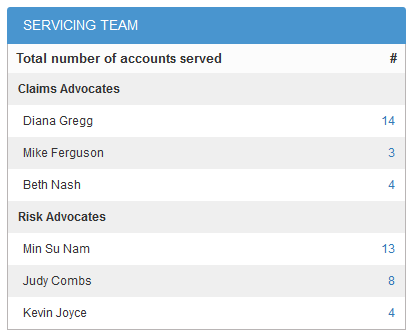 SERVICING TEAM
Total number of accounts served #
Claims Advocates
Diana Gregg 14
Mike Ferguson 3
Beth Nash 4
Risk Advocates
Min Su Nam 13
Judy Combs 8
Kevin Joyce 4